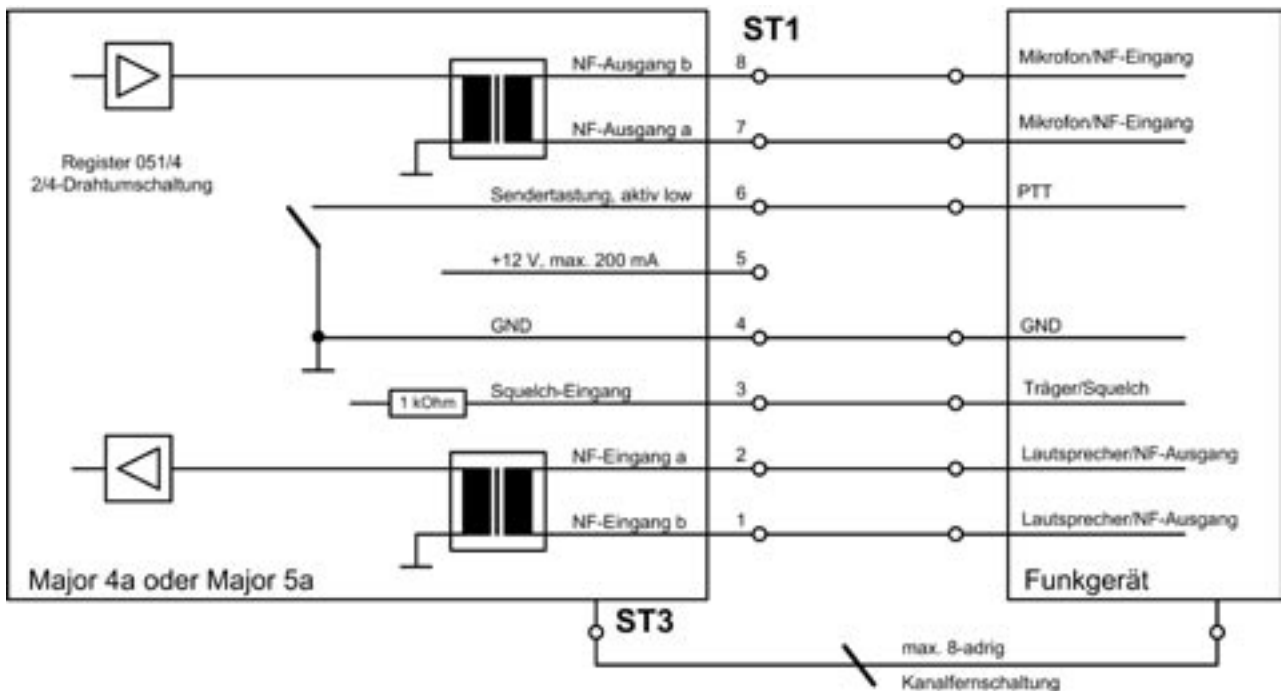 ST1
NF-Ausgang b
8
Mikrofon/NF-Eingang
NF-Ausgang a
7
Mikrofon/NF-Eingang
Register 051/4
2/4-Drahtumschaltung
Sendertastung, aktiv low
6
PTT
+12 V, max. 200 mA
5
GND
4
GND
1 kOhm
Squelch-Eingang
3
Träger/Squelch
NF-Eingang a
2
Lautsprecher/NF-Ausgang
NF-Eingang b
1
Lautsprecher/NF-Ausgang
Major 4a oder Major 5a
Funkgerät
ST3
max. 8-adrig
Kanalfernschaltung